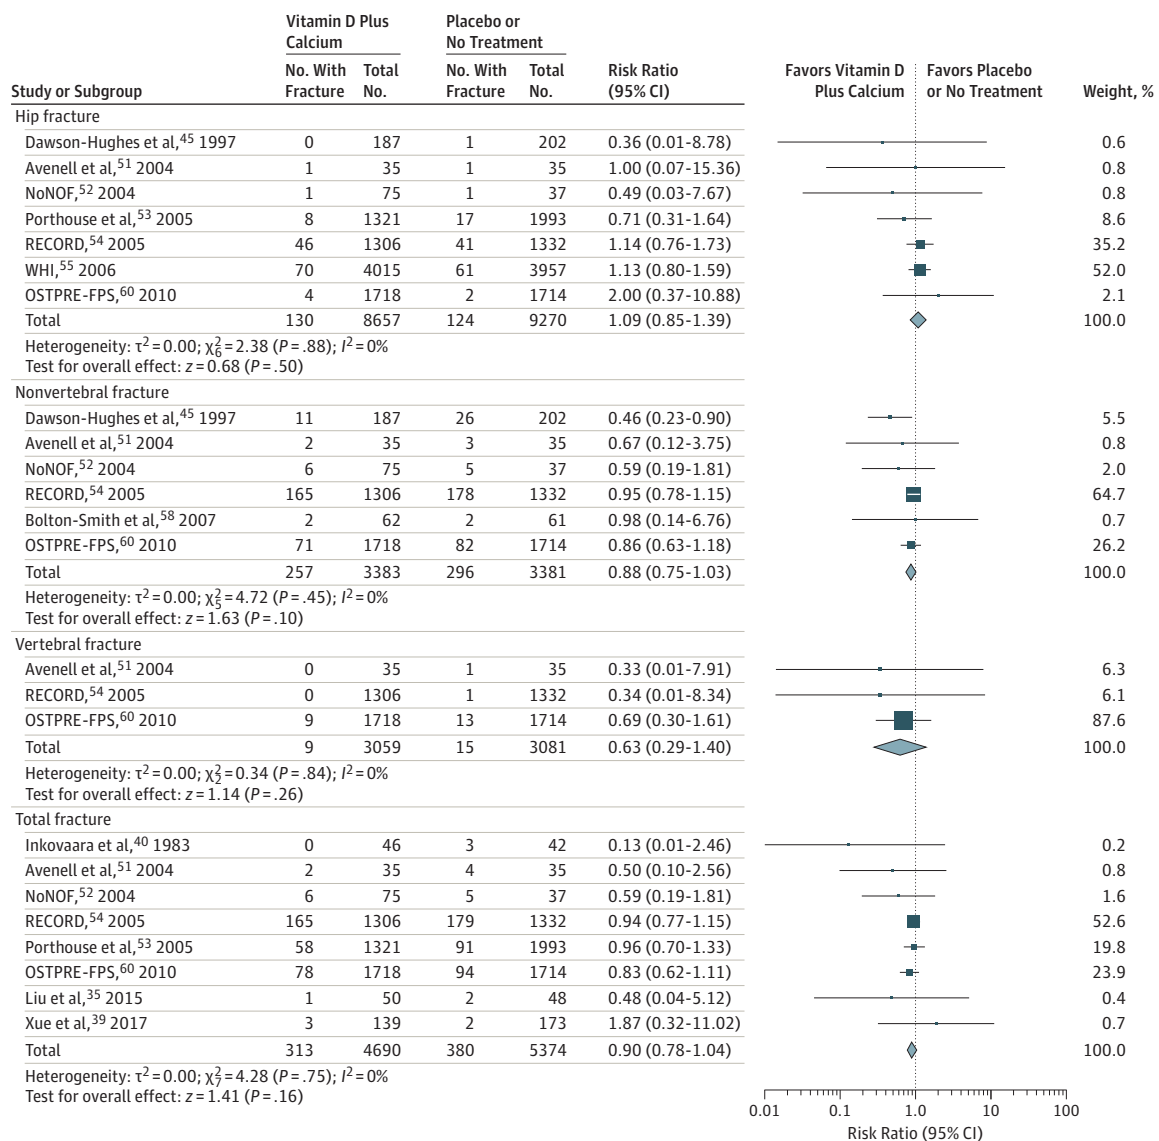 Vitamin D Plus Calcium Placebo or No Treatment
Study or Subgroup No. With Fracture Total No. No. With Fracture Total No. Risk Ratio (95% CI) Favors Vitamin D Plus Calcium Favors Placebo or No Treatment Weight, %
Hip fracture
Dawson-Hughes et al,45 1997 0 187 1 202 0.36 (0.01-8.78) 0.6
Avenell et al,51 2004 1 35 1 35 1.00 (0.07-15.36) 0.8
NoNOF,52 2004 1 75 1 37 0.49 (0.03-7.67) 0.8
Porthouse et al,53 2005 8 1321 17 1993 0.71 (0.31-1.64) 8.6
RECORD,54 2005 46 1306 41 1332 1.14 (0.76-1.73) 35.2
WHI,55 2006 70 4015 61 3957 1.13 (0.80-1.59) 52.0
OSTPRE-FPS,60 2010 4 1718 2 1714 2.00 (0.37-10.88) 2.1
Total 130 8657 124 9270 1.09 (0.85-1.39) 100.0
Heterogeneity: τ2=0.00; χ26=2.38 (P=.88); I2=0%
Test for overall effect: z=0.68 (P=.50)
Nonvertebral fracture
Dawson-Hughes et al,45 1997 11 187 26 202 0.46 (0.23-0.90) 5.5
Avenell et al,51 2004 2 35 3 35 0.67 (0.12-3.75) 0.8
NoNOF,52 2004 6 75 5 37 0.59 (0.19-1.81) 2.0
RECORD,54 2005 165 1306 178 1332 0.95 (0.78-1.15) 64.7
Bolton-Smith et al,58 2007 2 62 2 61 0.98 (0.14-6.76) 0.7
OSTPRE-FPS,60 2010 71 1718 82 1714 0.86 (0.63-1.18) 26.2
Total 257 3383 296 3381 0.88 (0.75-1.03) 100.0
Heterogeneity: τ2=0.00; χ25=4.72 (P=.45); I2=0%
Test for overall effect: z=1.63 (P=.10)
Vertebral fracture
Avenell et al,51 2004 0 35 1 35 0.33 (0.01-7.91) 6.3
RECORD,54 2005 0 1306 1 1332 0.34 (0.01-8.34) 6.1
OSTPRE-FPS,60 2010 9 1718 13 1714 0.69 (0.30-1.61) 87.6
Total 9 3059 15 3081 0.63 (0.29-1.40) 100.0
Heterogeneity: τ2=0.00; χ22=0.34 (P=.84); I2=0%
Test for overall effect: z=1.14 (P=.26)
Total fracture
Inkovaara et al,40 1983 0 46 3 42 0.13 (0.01-2.46) 0.2
Avenell et al,51 2004 2 35 4 35 0.50 (0.10-2.56) 0.8
NoNOF,52 2004 6 75 5 37 0.59 (0.19-1.81) 1.6
RECORD,54 2005 165 1306 179 1332 0.94 (0.77-1.15) 52.6
Porthouse et al,53 2005 58 1321 91 1993 0.96 (0.70-1.33) 19.8
OSTPRE-FPS,60 2010 78 1718 94 1714 0.83 (0.62-1.11) 23.9
Liu et al,35 2015 1 50 2 48 0.48 (0.04-5.12) 0.4
Xue et al,39 2017 3 139 2 173 1.87 (0.32-11.02) 0.7
Total 313 4690 380 5374 0.90 (0.78-1.04) 100.0
Heterogeneity: τ2=0.00; χ27=4.28 (P=.75); I2=0%
Test for overall effect: z=1.41 (P=.16)
0.01 0.1 1.0 10 100
Risk Ratio (95% CI)